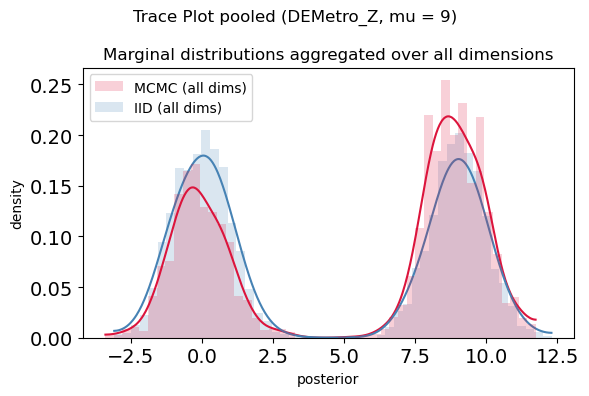 Trace Plot pooled (DEMetro_Z, mu = 9)
Marginal distributions aggregated over all dimensions
MCMC (all dims)
IID (all dims)
density
0.25
0.20
0.15
0.10
0.05
0.00
−2.5 0.0 2.5 5.0 7.5 10.0 12.5
posterior